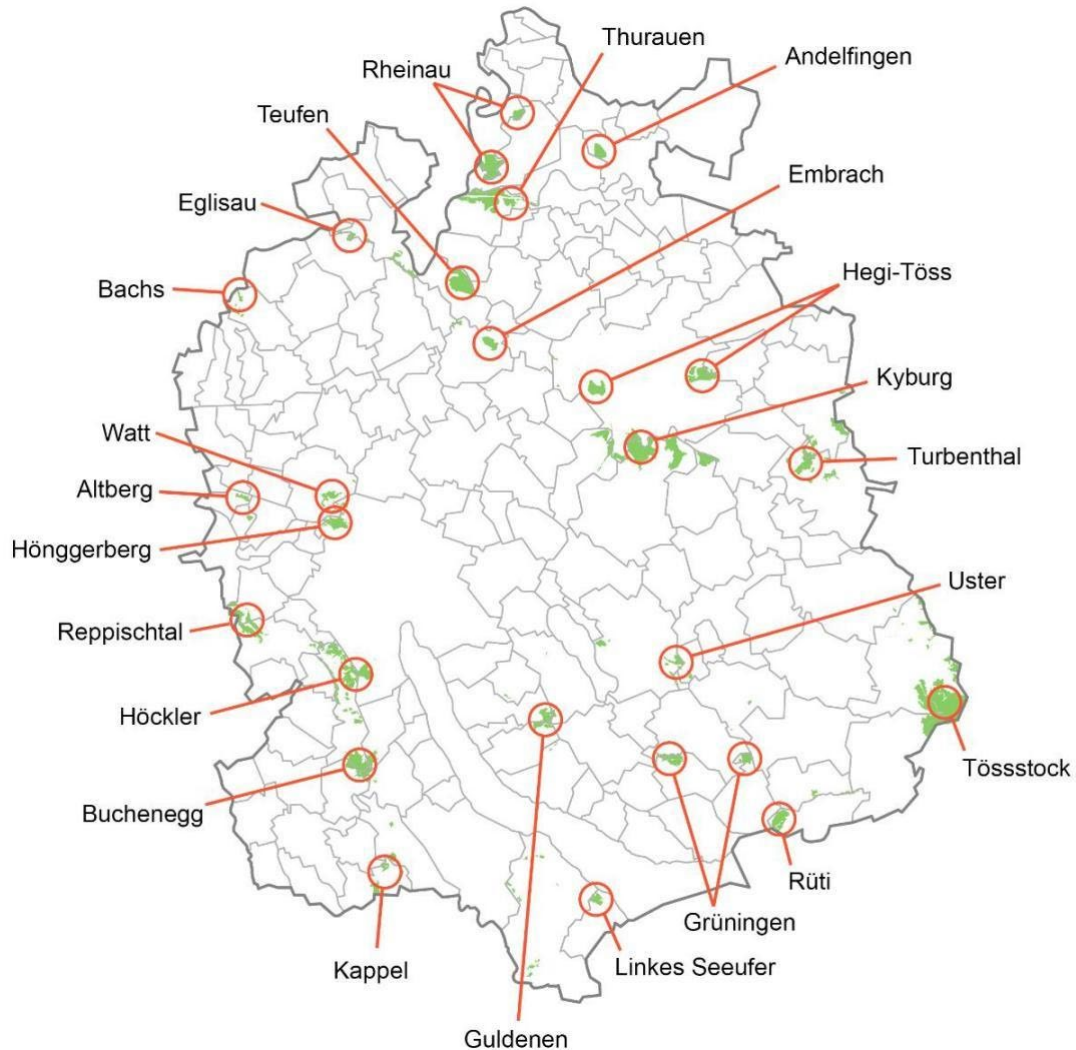 Thurauen
Andelfingen
Rheinau
Teufen
Embrach
Eglisau
Hegi-Töss
Bachs
Kyburg
Watt
Turbenthal
Altberg
Hönggerberg
Uster
Reppischtal
Höckler
Tössstock
Buchenegg
Rüti
Grüningen
Linkes Seeufer
Kappel
Guldenen